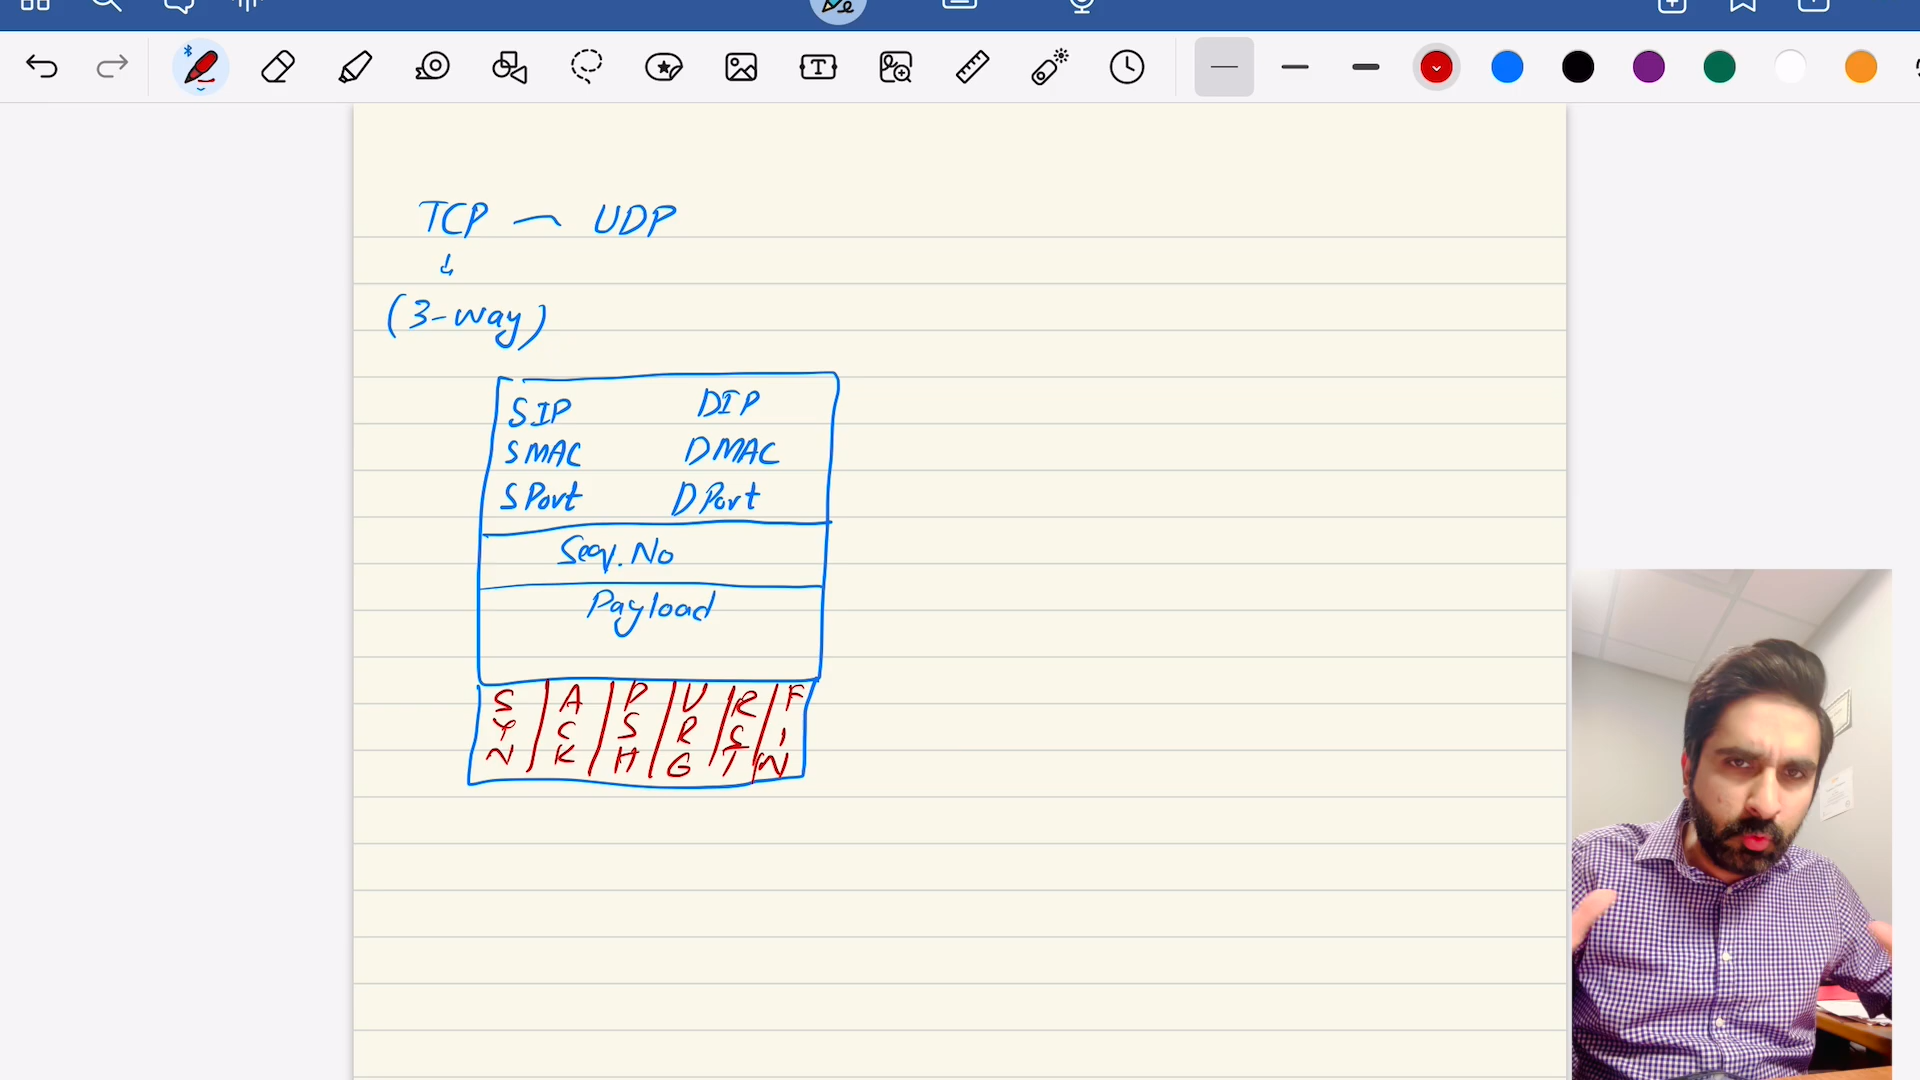 TCP — UDP
(3-way)
SIP DIP
SMAC DMAC
SPort DPort
Seq. No
Payload
SYN ACK PSH URG RST FIN